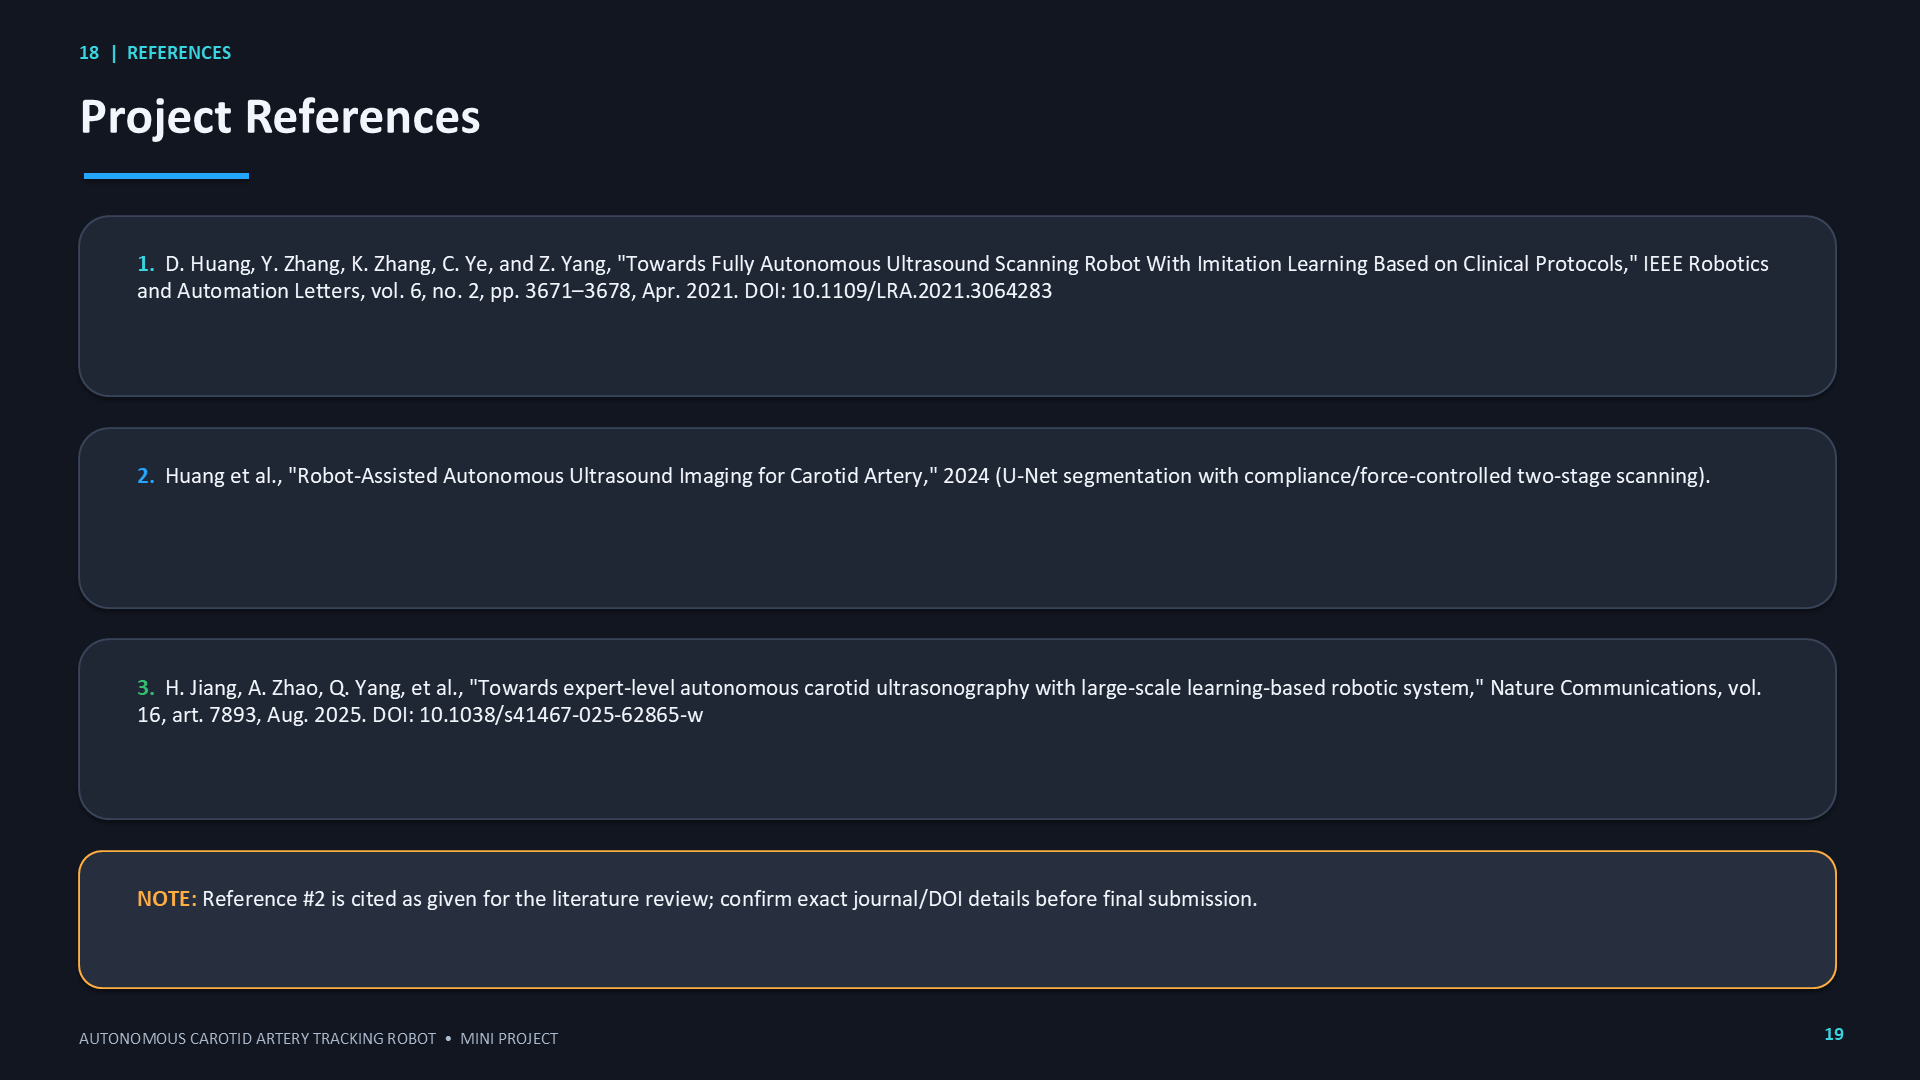 18 | REFERENCES
Project References
1. D. Huang, Y. Zhang, K. Zhang, C. Ye, and Z. Yang, "Towards Fully Autonomous Ultrasound Scanning Robot With Imitation Learning Based on Clinical Protocols," IEEE Robotics
and Automation Letters, vol. 6, no. 2, pp. 3671–3678, Apr. 2021. DOI: 10.1109/LRA.2021.3064283
2. Huang et al., "Robot-Assisted Autonomous Ultrasound Imaging for Carotid Artery," 2024 (U-Net segmentation with compliance/force-controlled two-stage scanning).
3. H. Jiang, A. Zhao, Q. Yang, et al., "Towards expert-level autonomous carotid ultrasonography with large-scale learning-based robotic system," Nature Communications, vol.
16, art. 7893, Aug. 2025. DOI: 10.1038/s41467-025-62865-w
NOTE: Reference #2 is cited as given for the literature review; confirm exact journal/DOI details before final submission.
AUTONOMOUS CAROTID ARTERY TRACKING ROBOT • MINI PROJECT
19